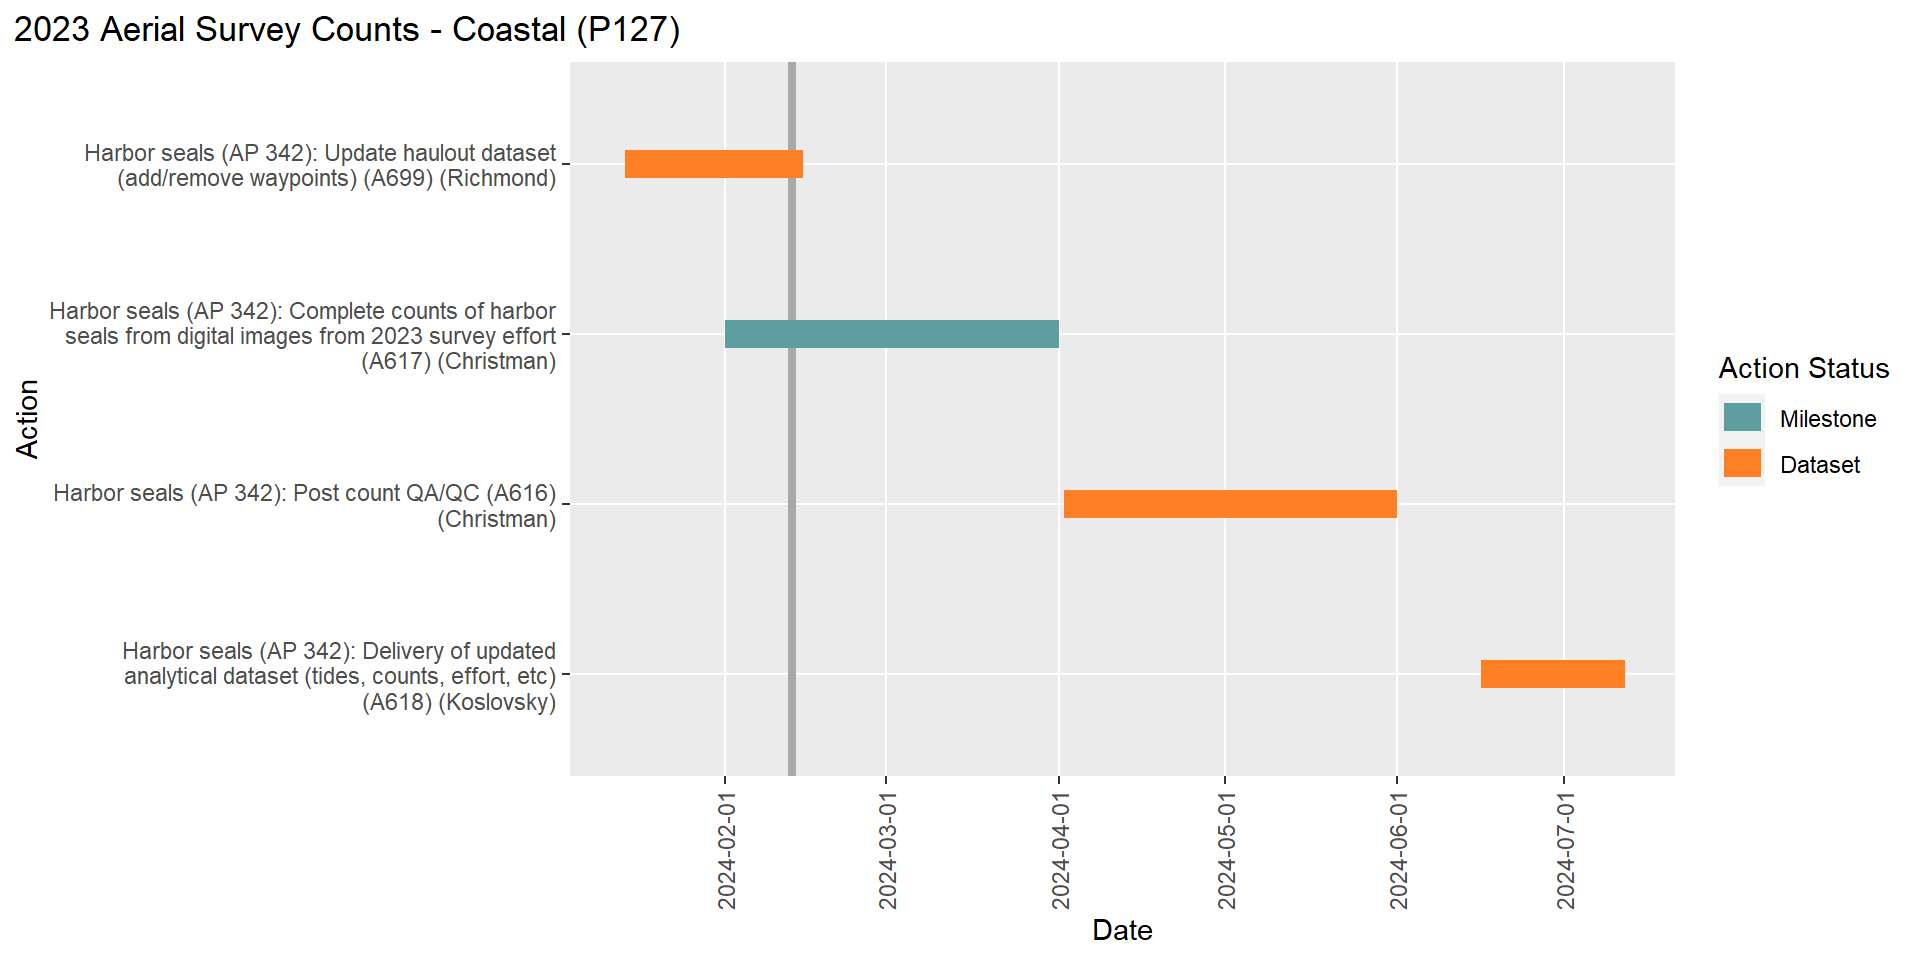 2023 Aerial Survey Counts - Coastal (P127)
Harbor seals (AP 342): Update haulout dataset
(add/remove waypoints) (A699) (Richmond)
Harbor seals (AP 342): Complete counts of harbor
seals from digital images from 2023 survey effort
(A617) (Christman)
Harbor seals (AP 342): Post count QA/QC (A616)
(Christman)
Harbor seals (AP 342): Delivery of updated
analytical dataset (tides, counts, effort, etc)
(A618) (Koslovsky)
Action
2024-02-01
2024-03-01
2024-04-01
2024-05-01
2024-06-01
2024-07-01
Date
Action Status
Milestone
Dataset